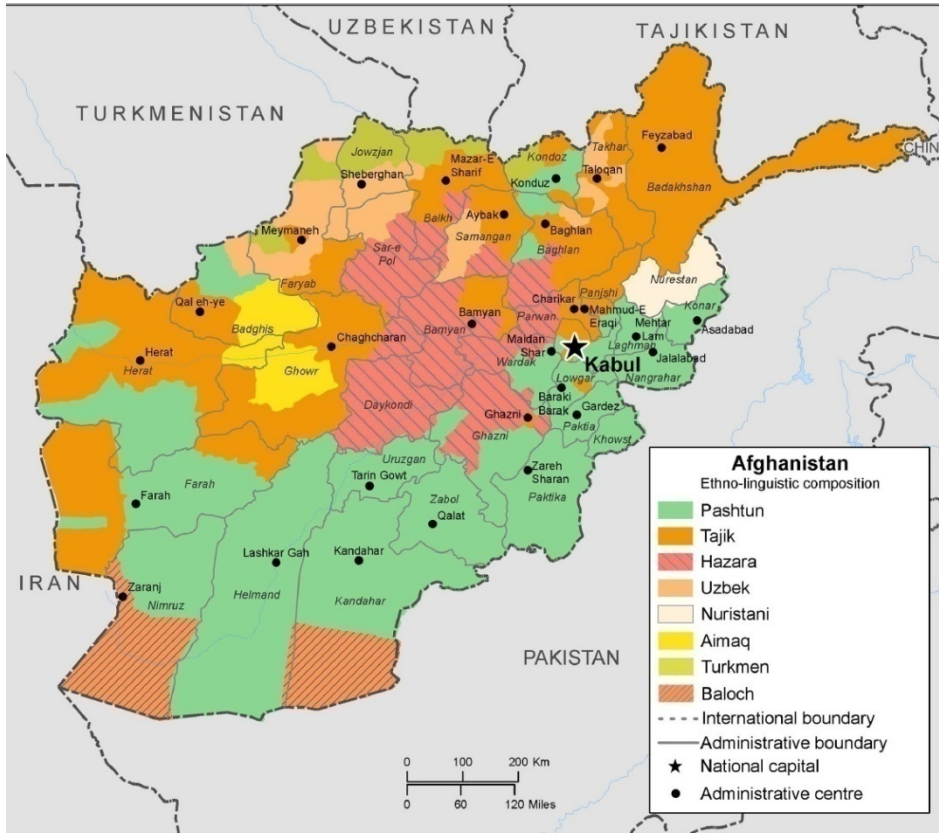 UZBEKISTAN
TAJIKISTAN
TURKMENISTAN
CHIN
Feyzabad
Badakhshan
Takhar
Taloqan
Kondoz
Konduz
Jowzjan
Sheberghan
Mazar-E
Sharif
Balkh
Aybak
Samangan
Baghlan
Baghlan
Meymaneh
Faryab
Sar-e
Pol
Nurestan
Konar
Asadabad
Panjshi
Charikar
Mahmud-E
Eraqi
Parwan
Mehtar
Lam
Laghman
Jalalabad
Nangrahar
Qal eh-ye
Badghis
Chaghcharan
Bamyan
Bamyan
Maidan
Shar
Wardak
Kabul
Herat
Herat
Ghowr
Daykondi
Lowgar
Baraki
Barak
Gardez
Paktia
Khowst
Ghazni
Ghazni
Uruzgan
Tarin Gowt
Zareh
Sharan
Paktika
Farah
Farah
Zabol
Qalat
Lashkar Gah
Kandahar
Helmand
Kandahar
IRAN
Zaranj
Nimruz
PAKISTAN
Afghanistan
Ethno-linguistic composition
Pashtun
Tajik
Hazara
Uzbek
Nuristani
Aimaq
Turkmen
Baloch
International boundary
Administrative boundary
National capital
Administrative centre
0 100 200 Km
0 60 120 Miles